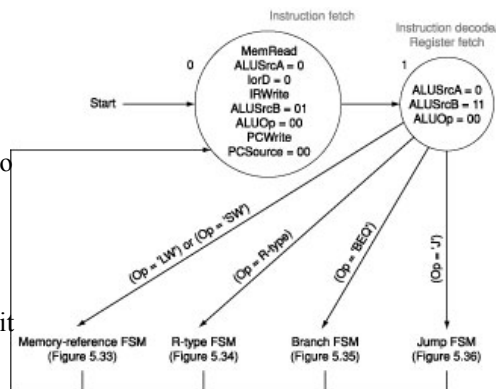 Instruction fetch
Instruction decode/
Register fetch
0
MemRead
ALUSrcA = 0
IorD = 0
IRWrite
ALUSrcB = 01
ALUOp = 00
PCWrite
PCSource = 00
1
ALUSrcA = 0
ALUSrcB = 11
ALUOp = 00
Start
o
(Op = 'LW') or (Op = 'SW')
(Op = R-type)
(Op = 'BEQ')
(Op = 'J')
it
Memory-reference FSM
(Figure 5.33)
R-type FSM
(Figure 5.34)
Branch FSM
(Figure 5.35)
Jump FSM
(Figure 5.36)